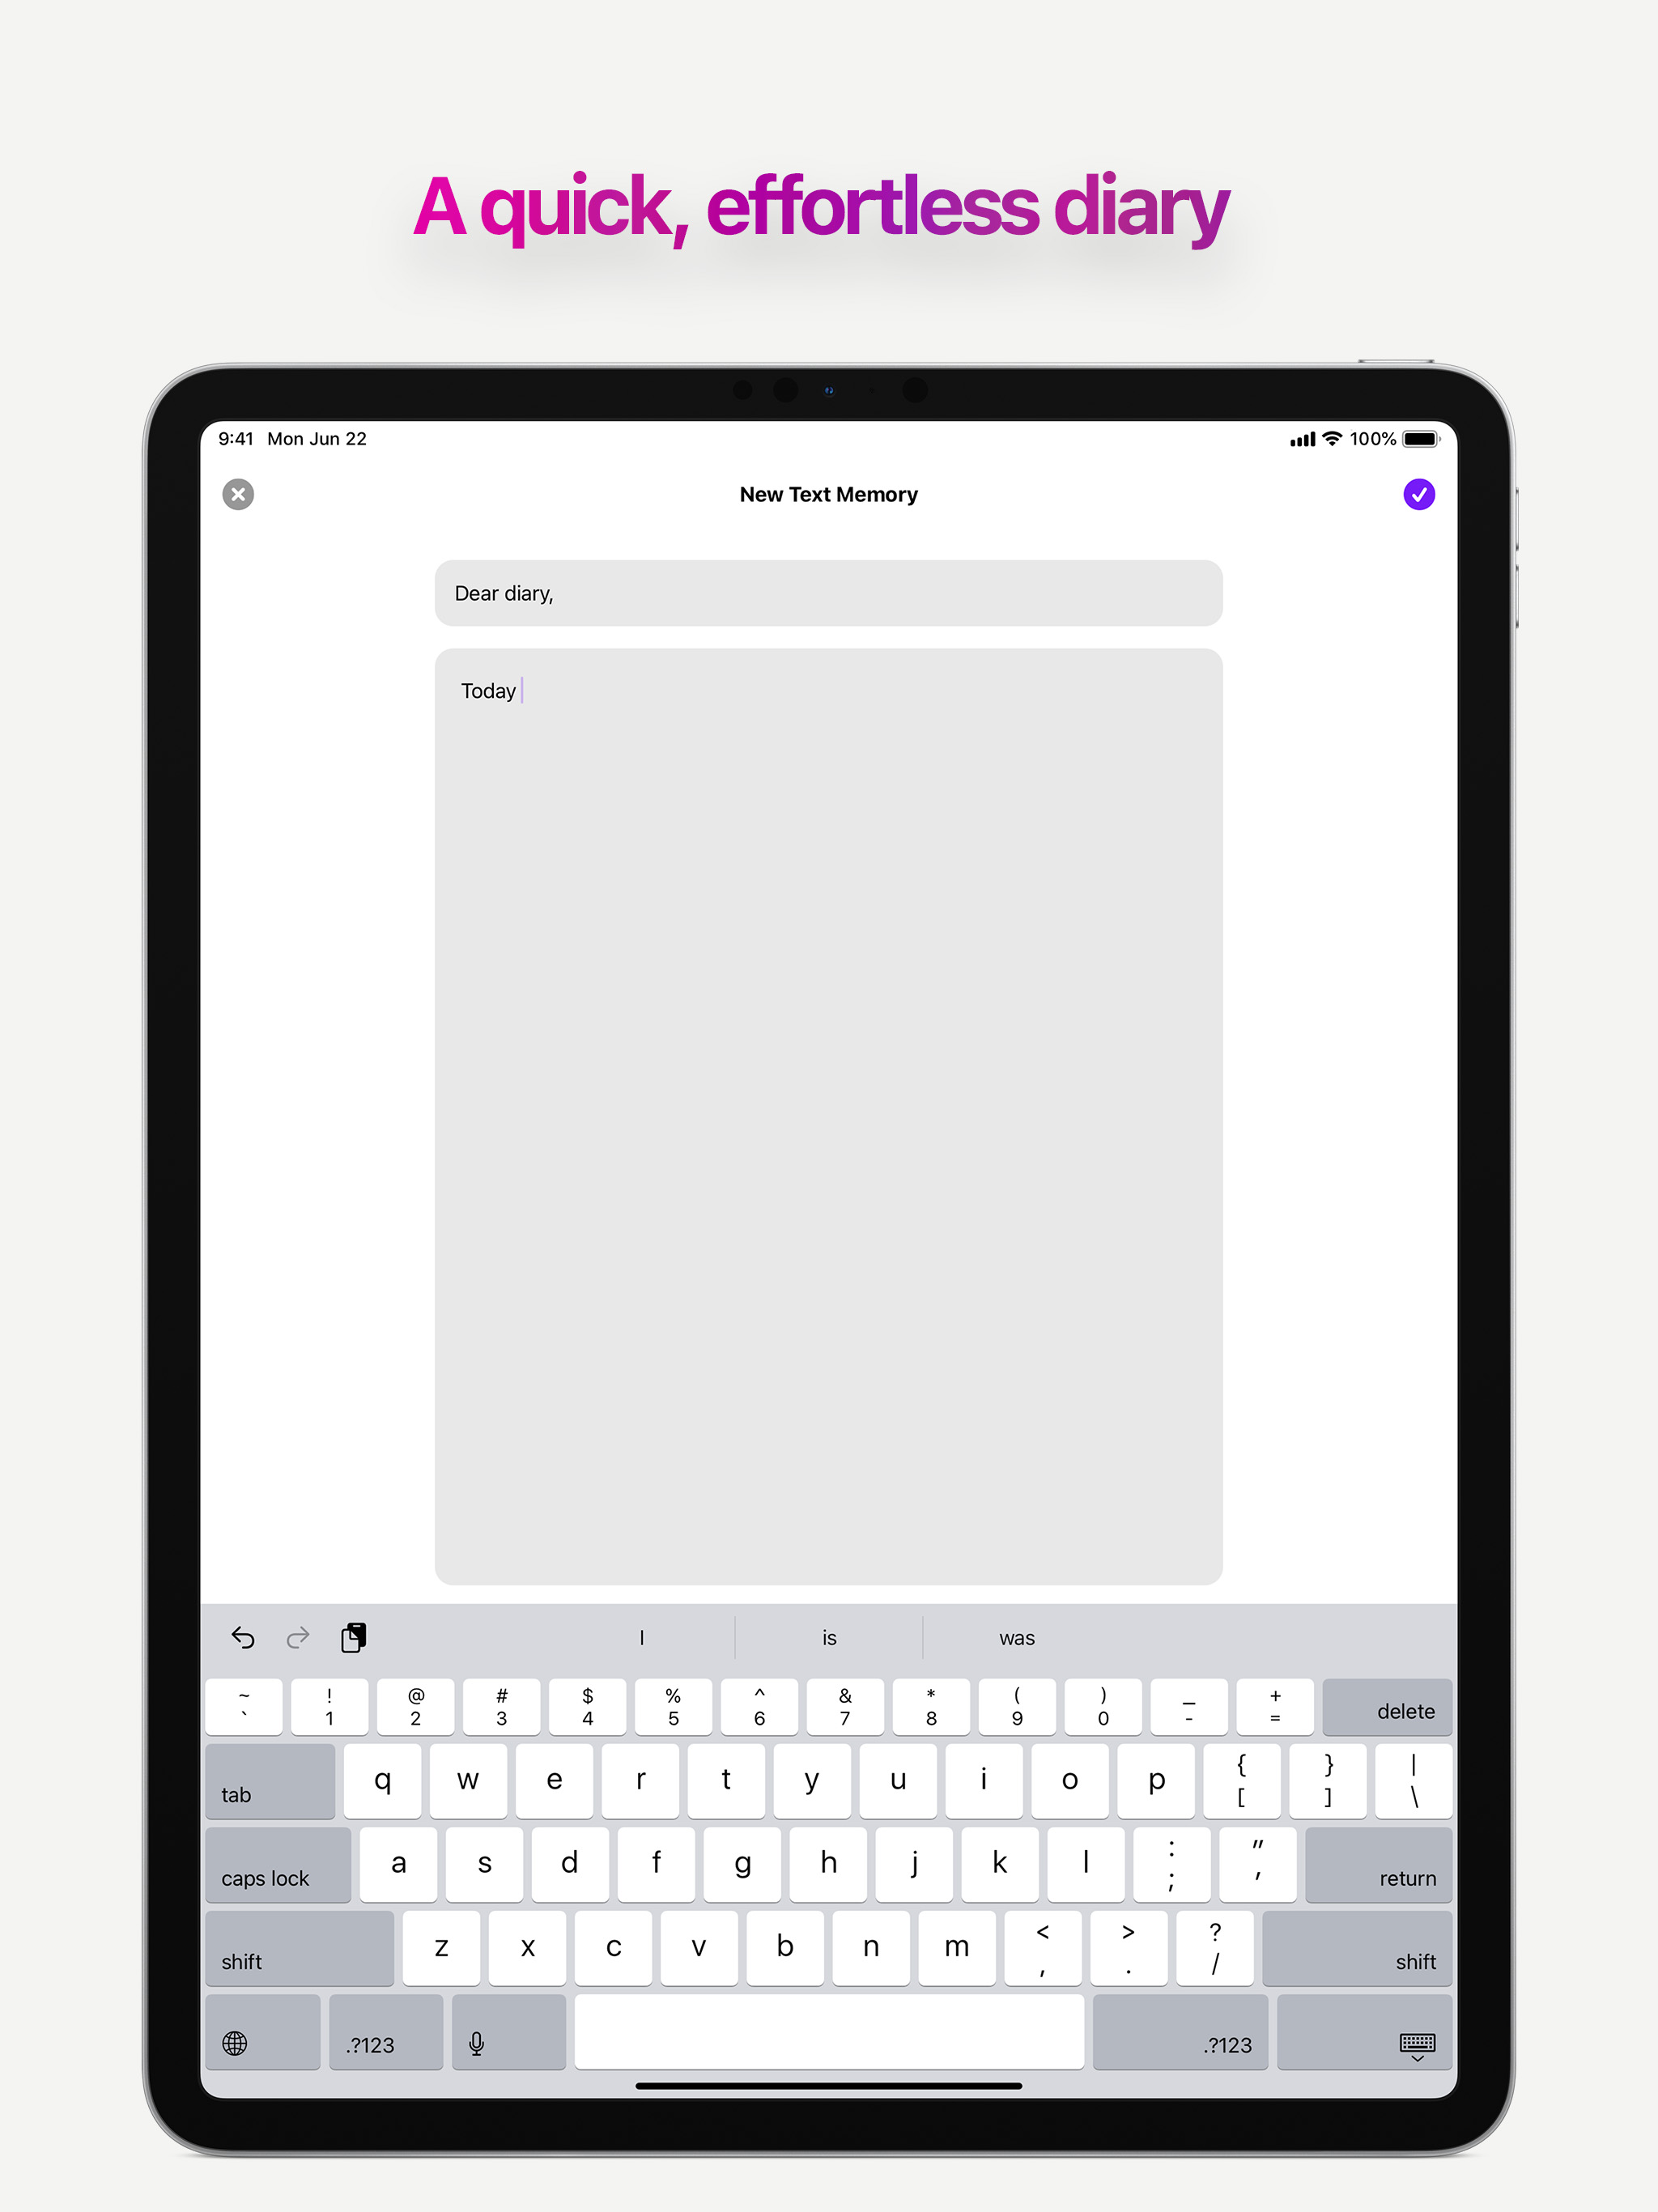 A quick, effortless diary
9:41 Mon Jun 22 100%
New Text Memory
Dear diary,
Today
I is was
~ ! @ # $ % ^ & * ( ) _ +
` 1 2 3 4 5 6 7 8 9 0 - = delete
tab q w e r t y u i o p { } |
[ ] \
caps lock a s d f g h j k l : " return
; '
shift z x c v b n m < > ? shift
, . /
.?123 .?123